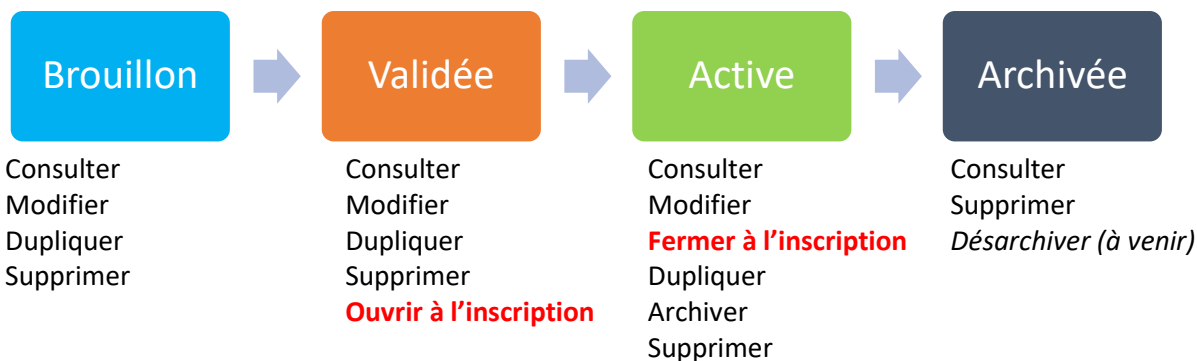 Brouillon
Validée
Active
Archivée
Consulter
Modifier
Dupliquer
Supprimer
Consulter
Modifier
Dupliquer
Supprimer
Ouvrir à l’inscription
Consulter
Modifier
Fermer à l’inscription
Dupliquer
Archiver
Supprimer
Consulter
Supprimer
Désarchiver (à venir)